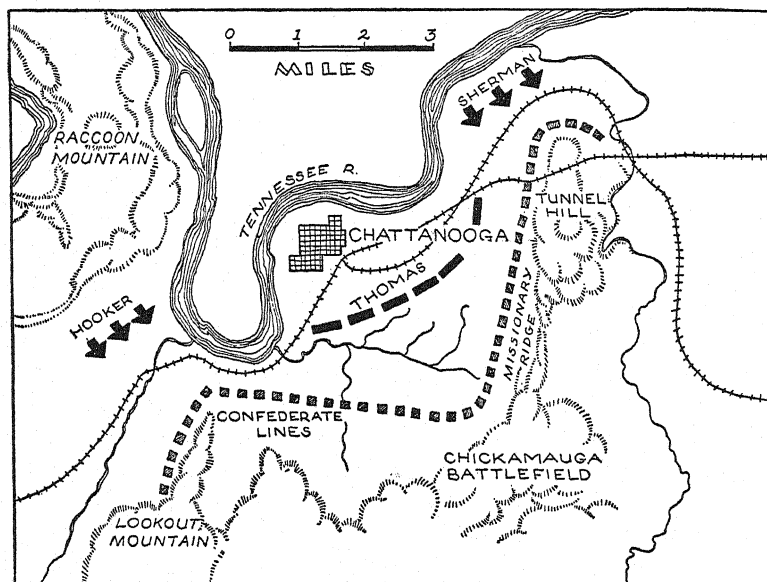 0 1 2 3
MILES
SHERMAN
RACCOON
MOUNTAIN
TENNESSEE R.
TUNNEL
HILL
CHATTANOOGA
THOMAS
HOOKER
MISSIONARY
RIDGE
CONFEDERATE
LINES
CHICKAMAUGA
BATTLEFIELD
LOOKOUT
MOUNTAIN